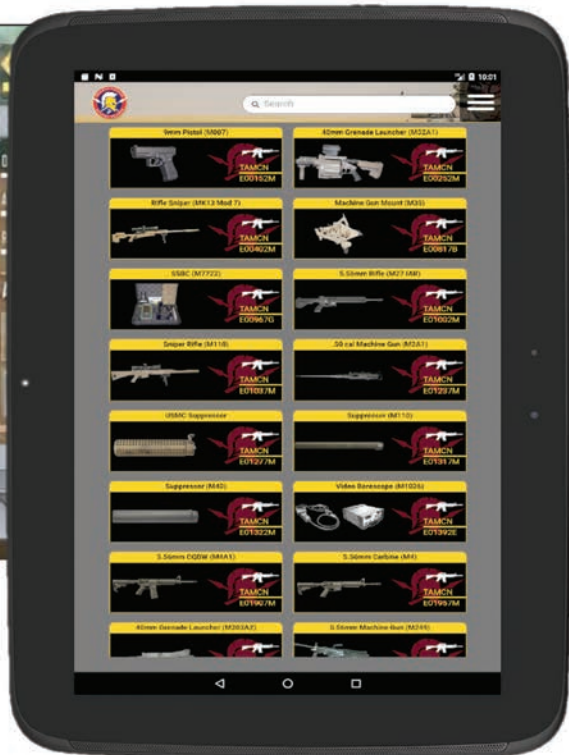 10:01
Search
9mm Pistol (M007)
TAMCN
E00152M
40mm Grenade Launcher (M32A1)
TAMCN
E00252M
Rifle Sniper (MK13 Mod 7)
TAMCN
E00402M
Machine Gun Mount (M3S)
TAMCN
E00817B
SSBC (M7722)
TAMCN
E00967G
5.56mm Rifle (M27 IAR)
TAMCN
E01002M
Sniper Rifle (M110)
TAMCN
E01037M
.50 cal Machine Gun (M2A1)
TAMCN
E01237M
USMC Suppressor
TAMCN
E01277M
Suppressor (M110)
TAMCN
E01317M
Suppressor (M40)
TAMCN
E01322M
Video Borescope (M1026)
TAMCN
E01392E
5.56mm CQBW (M4A1)
TAMCN
E01907M
5.56mm Carbine (M4)
TAMCN
E01967M
40mm Grenade Launcher (M203A2)
5.56mm Machine Gun (M249)